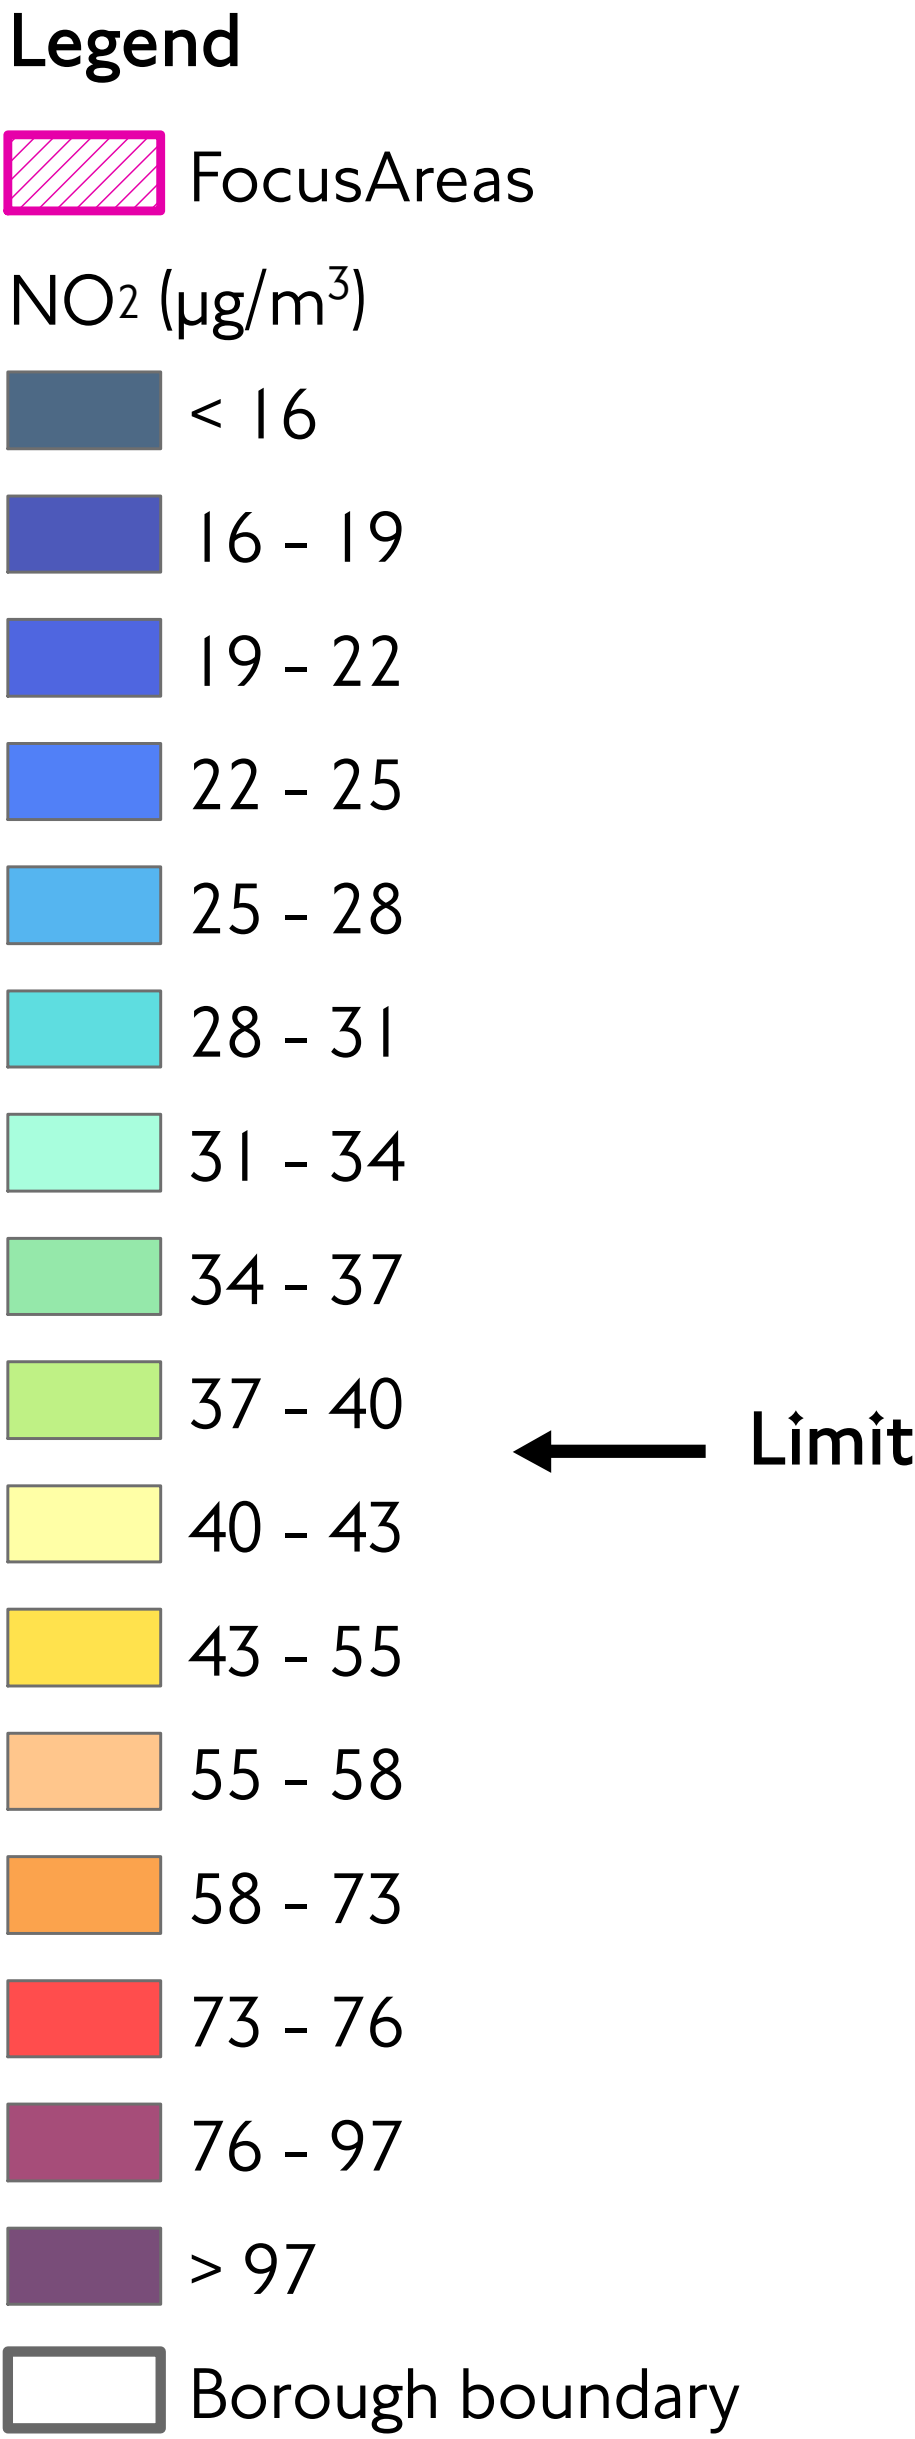 Legend
FocusAreas
NO2 (µg/m³)
< 16
16 - 19
19 - 22
22 - 25
25 - 28
28 - 31
31 - 34
34 - 37
37 - 40
Limit
40 - 43
43 - 55
55 - 58
58 - 73
73 - 76
76 - 97
> 97
Borough boundary